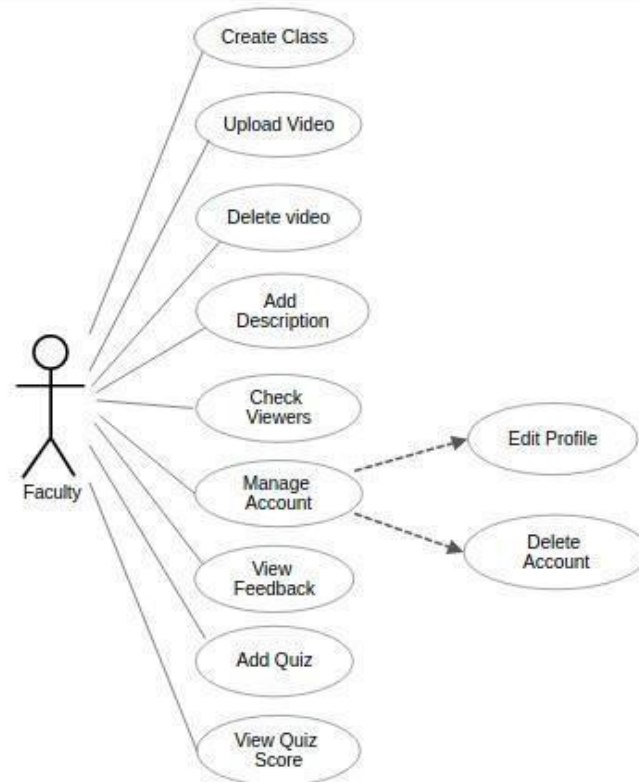 Create Class
Upload Video
Delete video
Add
Description
Check
Viewers
Edit Profile
Manage
Account
Faculty
Delete
Account
View
Feedback
Add Quiz
View Quiz
Score